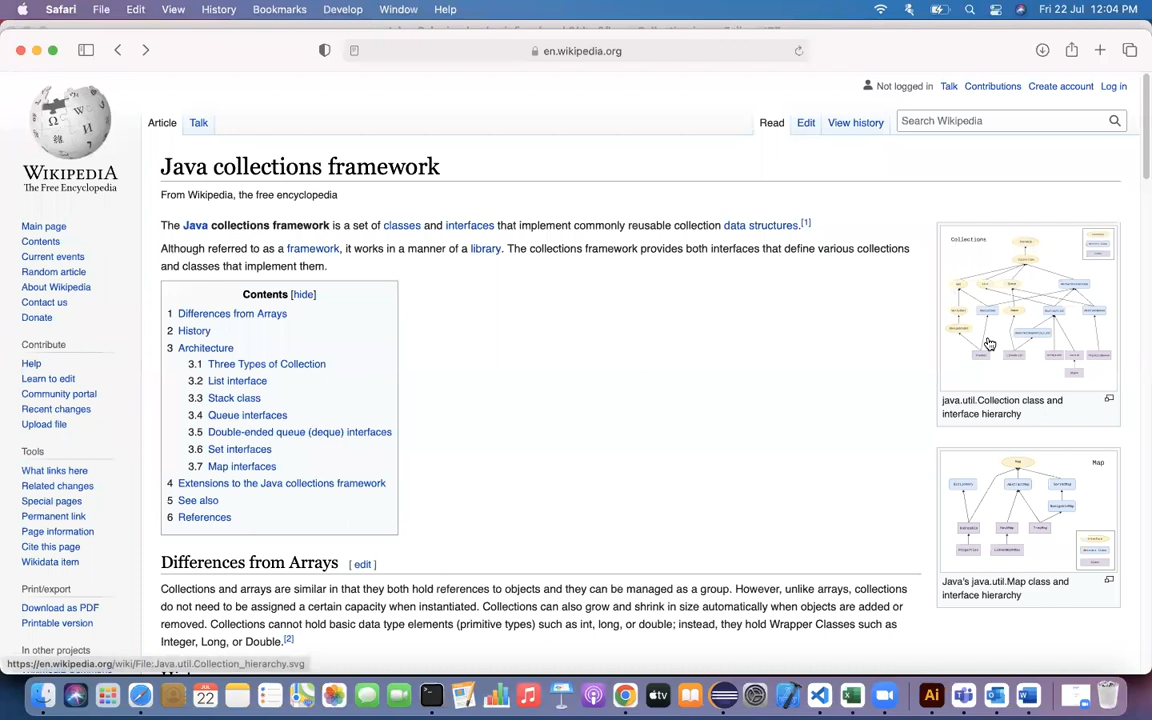 Safari File Edit View History Bookmarks Develop Window Help Fri 22 Jul 12:04 PM
en.wikipedia.org
Not logged in Talk Contributions Create account Log in
Article Talk Read Edit View history Search Wikipedia
WIKIPEDIA
The Free Encyclopedia
Main page
Contents
Current events
Random article
About Wikipedia
Contact us
Donate
Contribute
Help
Learn to edit
Community portal
Recent changes
Upload file
Tools
What links here
Related changes
Special pages
Permanent link
Page information
Cite this page
Wikidata item
Print/export
Download as PDF
Printable version
In other projects
Java collections framework
From Wikipedia, the free encyclopedia
The Java collections framework is a set of classes and interfaces that implement commonly reusable collection data structures.[1]
Although referred to as a framework, it works in a manner of a library. The collections framework provides both interfaces that define various collections
and classes that implement them.
Contents [hide]
1 Differences from Arrays
2 History
3 Architecture
3.1 Three Types of Collection
3.2 List interface
3.3 Stack class
3.4 Queue interfaces
3.5 Double-ended queue (deque) interfaces
3.6 Set interfaces
3.7 Map interfaces
4 Extensions to the Java collections framework
5 See also
6 References
Differences from Arrays [ edit ]
Collections and arrays are similar in that they both hold references to objects and they can be managed as a group. However, unlike arrays, collections
do not need to be assigned a certain capacity when instantiated. Collections can also grow and shrink in size automatically when objects are added or
removed. Collections cannot hold basic data type elements (primitive types) such as int, long, or double; instead, they hold Wrapper Classes such as
Integer, Long, or Double.[2]
Collections
java.util.Collection class and
interface hierarchy
Map
Java's java.util.Map class and
interface hierarchy
https://en.wikipedia.org/wiki/File:Java.util.Collection_hierarchy.svg
JUL
22
Ai